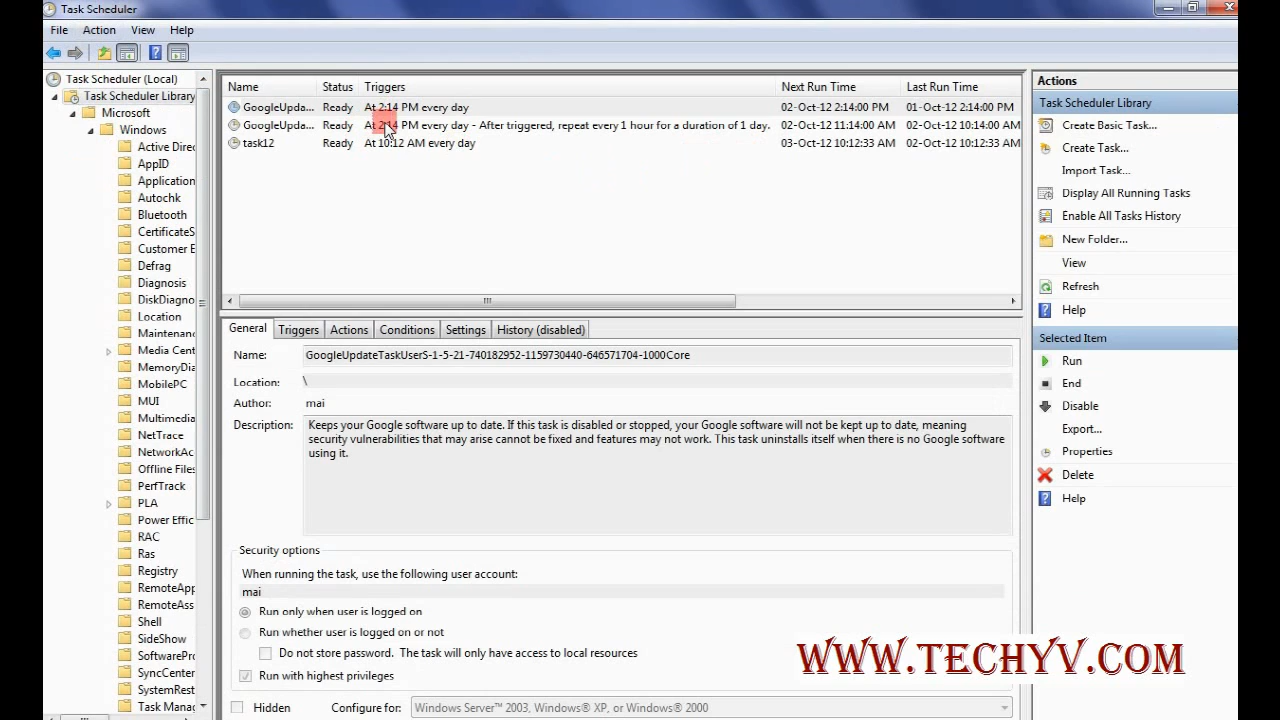 Task Scheduler
File Action View Help
Task Scheduler (Local)
Task Scheduler Library
Microsoft
Windows
Active Direc
AppID
Application
Autochk
Bluetooth
CertificateS
Customer E
Defrag
Diagnosis
DiskDiagno
Location
Maintenanc
Media Cent
MemoryDia
MobilePC
MUI
Multimedia
NetTrace
NetworkAc
Offline Files
PerfTrack
PLA
Power Effic
RAC
Ras
Registry
RemoteApp
RemoteAss
Shell
SideShow
SoftwarePro
SyncCenter
SystemRest
Task Manag
Name Status Triggers Next Run Time Last Run Time
GoogleUpda... Ready At 2:14 PM every day 02-Oct-12 2:14:00 PM 01-Oct-12 2:14:00 PM
GoogleUpda... Ready At 2:14 PM every day - After triggered, repeat every 1 hour for a duration of 1 day. 02-Oct-12 11:14:00 AM 02-Oct-12 10:14:00 AM
task12 Ready At 10:12 AM every day 03-Oct-12 10:12:33 AM 02-Oct-12 10:12:33 AM
General Triggers Actions Conditions Settings History (disabled)
Name: GoogleUpdateTaskUserS-1-5-21-740182952-1159730440-646571704-1000Core
Location: \
Author: mai
Description: Keeps your Google software up to date. If this task is disabled or stopped, your Google software will not be kept up to date, meaning
security vulnerabilities that may arise cannot be fixed and features may not work. This task uninstalls itself when there is no Google software
using it.
Security options
When running the task, use the following user account:
mai
Run only when user is logged on
Run whether user is logged on or not
Do not store password. The task will only have access to local resources
Run with highest privileges
Hidden Configure for: Windows Server™ 2003, Windows® XP, or Windows® 2000
Actions
Task Scheduler Library
Create Basic Task...
Create Task...
Import Task...
Display All Running Tasks
Enable All Tasks History
New Folder...
View
Refresh
Help
Selected Item
Run
End
Disable
Export...
Properties
Delete
Help
WWW.TECHYV.COM